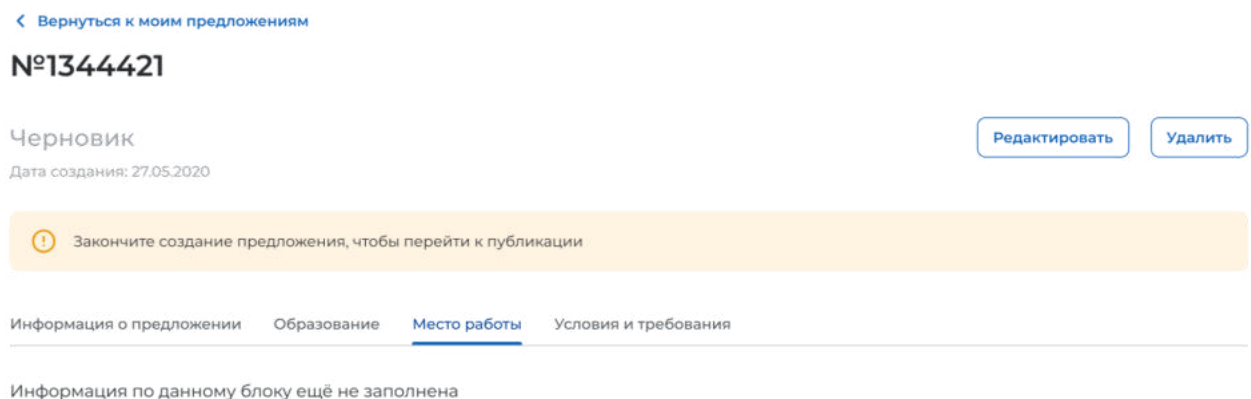 Вернуться к моим предложениям
№1344421
Черновик
Редактировать
Удалить
Дата создания: 27.05.2020
Закончите создание предложения, чтобы перейти к публикации
Информация о предложении Образование Место работы Условия и требования
Информация по данному блоку ещё не заполнена